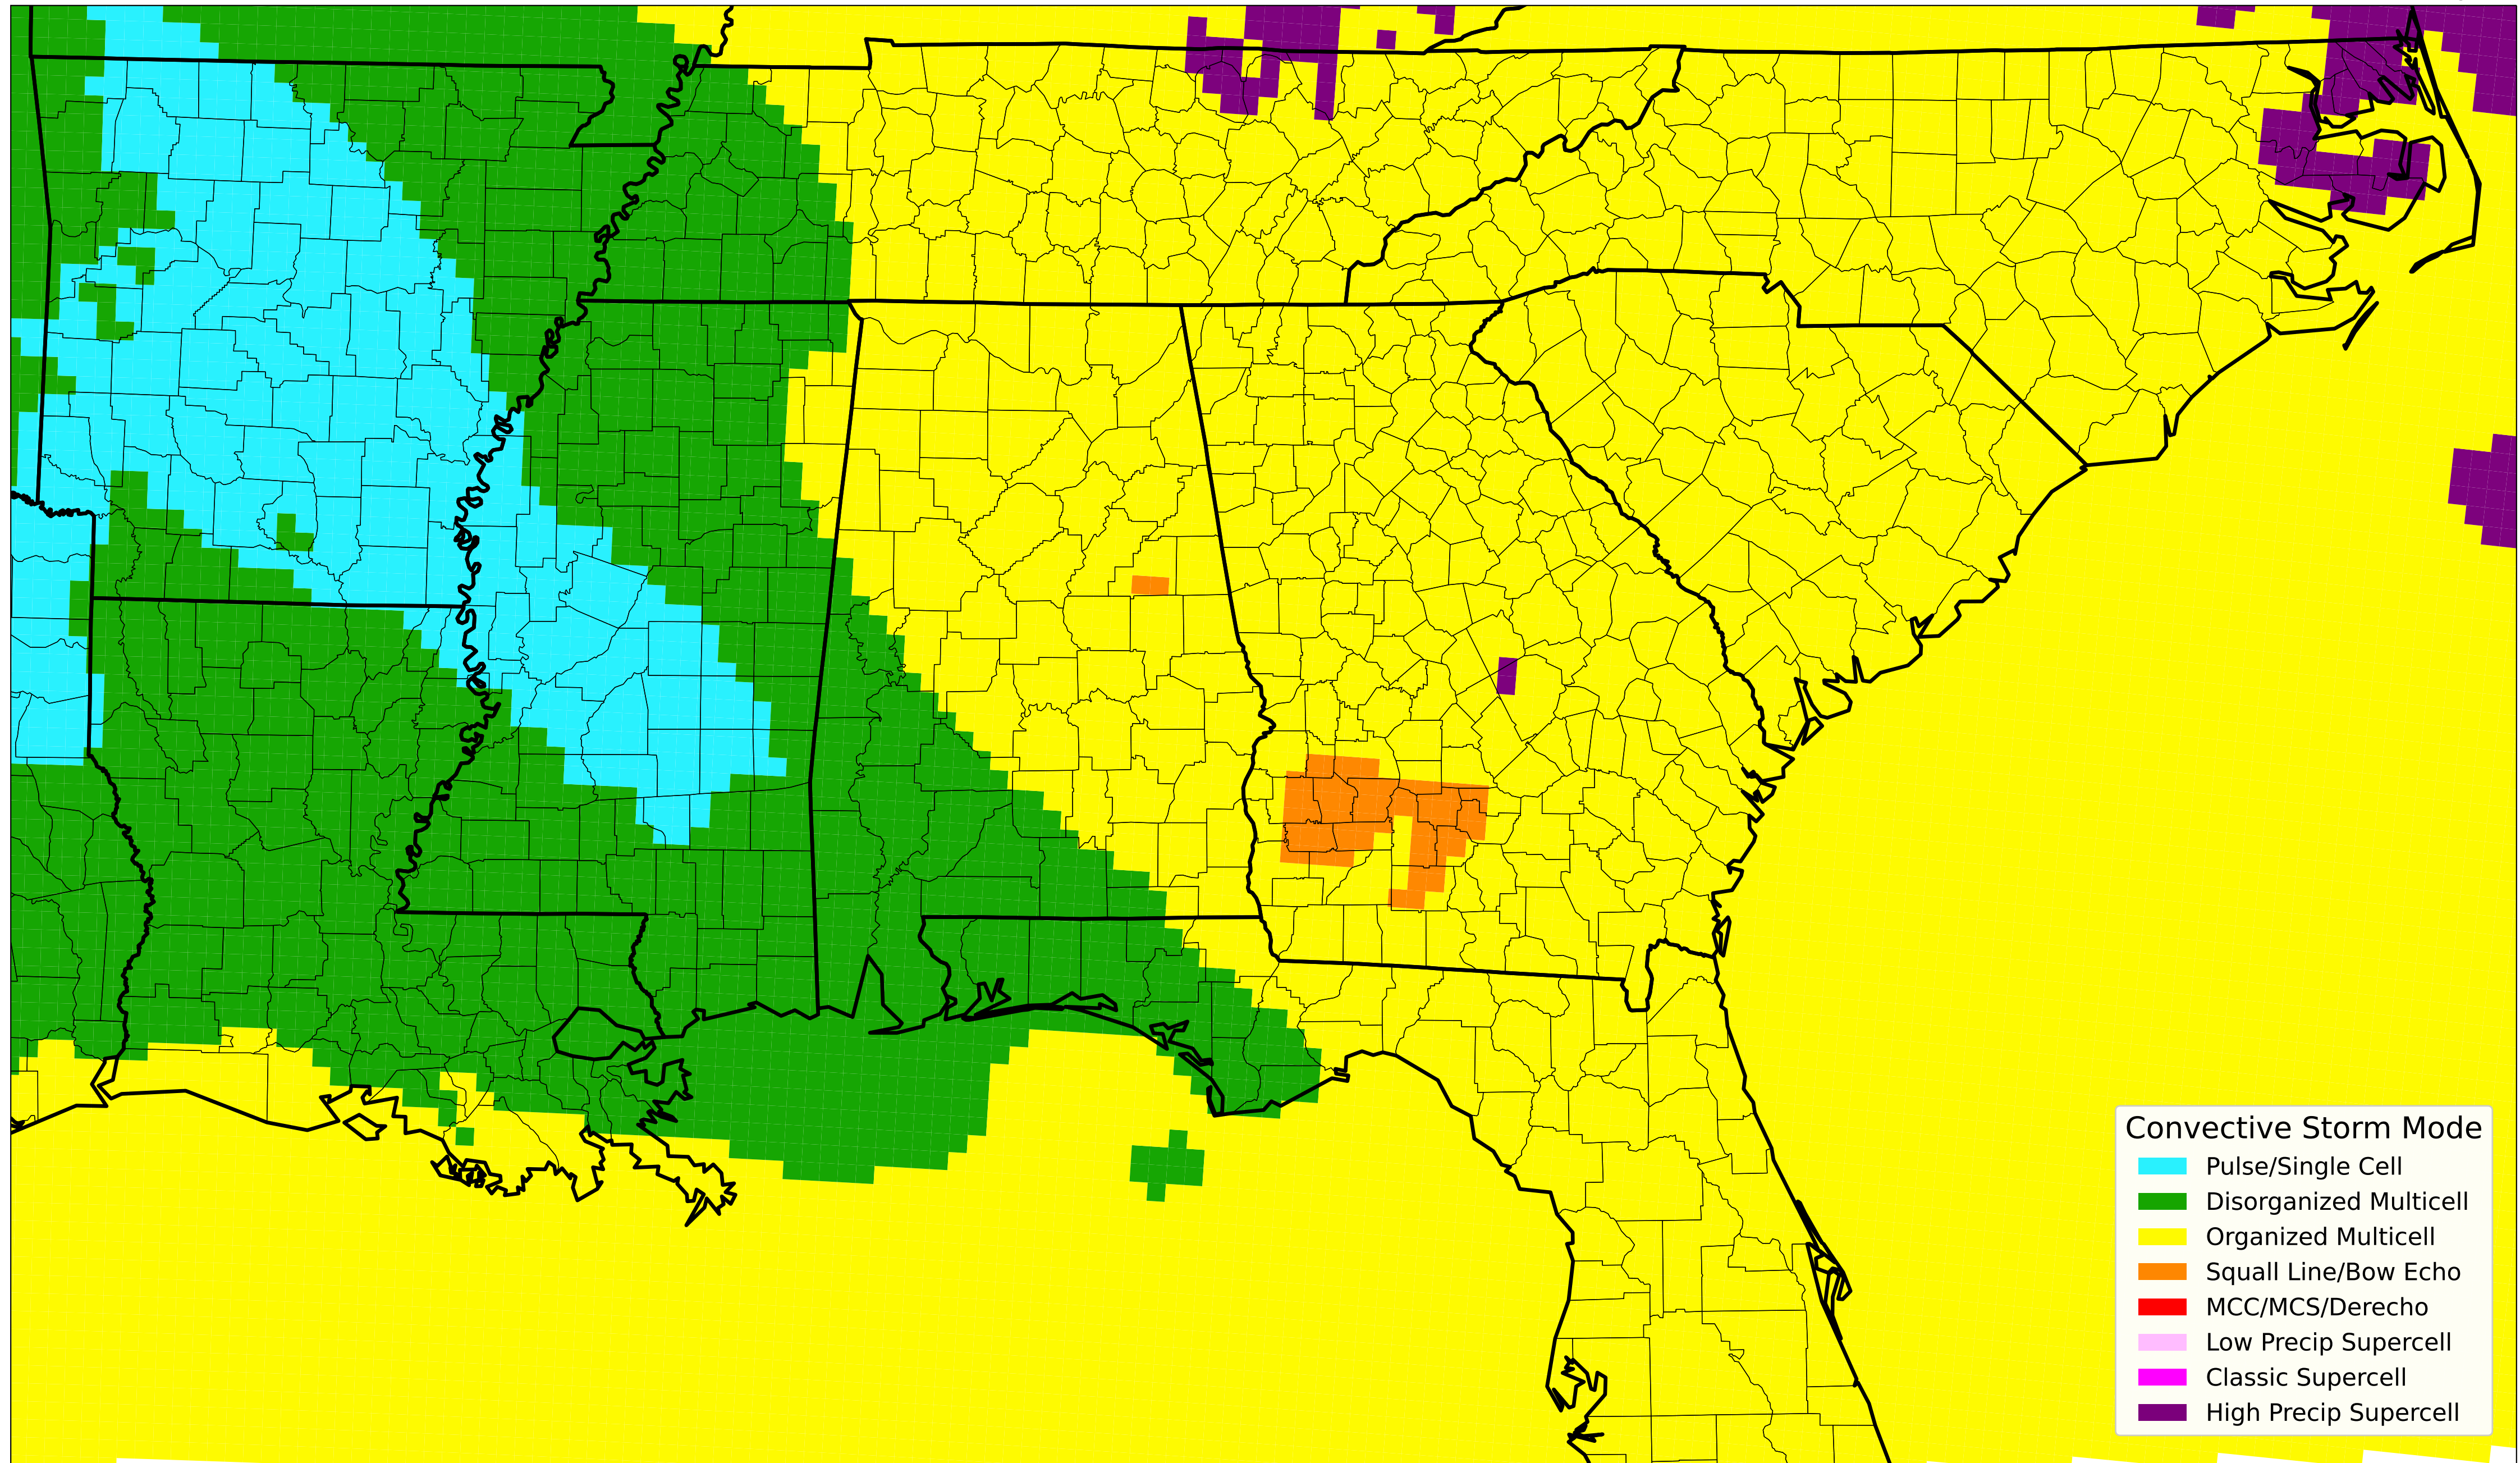 Convective Storm Mode
Pulse/Single Cell
Disorganized Multicell
Organized Multicell
Squall Line/Bow Echo
MCC/MCS/Derecho
Low Precip Supercell
Classic Supercell
High Precip Supercell